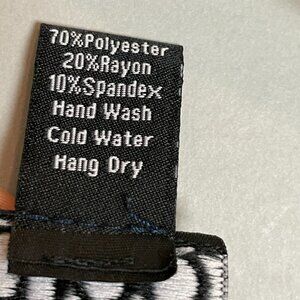 70%Polyester
20%Rayon
10%Spandex
Hand Wash
Cold Water
Hang Dry